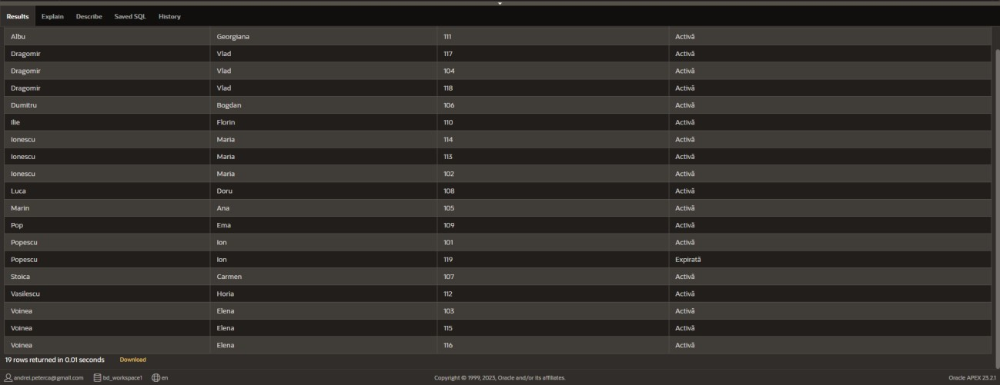 Results Explain Describe Saved SQL History
Albu Georgiana 111 Activă
Dragomir Vlad 117 Activă
Dragomir Vlad 104 Activă
Dragomir Vlad 118 Activă
Dumitru Bogdan 106 Activă
Ilie Florin 110 Activă
Ionescu Maria 114 Activă
Ionescu Maria 113 Activă
Ionescu Maria 102 Activă
Luca Doru 108 Activă
Marin Ana 105 Activă
Pop Ema 109 Activă
Popescu Ion 101 Activă
Popescu Ion 119 Expirată
Stoica Carmen 107 Activă
Vasilescu Horia 112 Activă
Voinea Elena 103 Activă
Voinea Elena 115 Activă
Voinea Elena 116 Activă
19 rows returned in 0.01 seconds Download
andrei.peterca@gmail.com bd_workspace1 en Copyright © 1999, 2023, Oracle and/or its affiliates. Oracle APEX 23.2.1